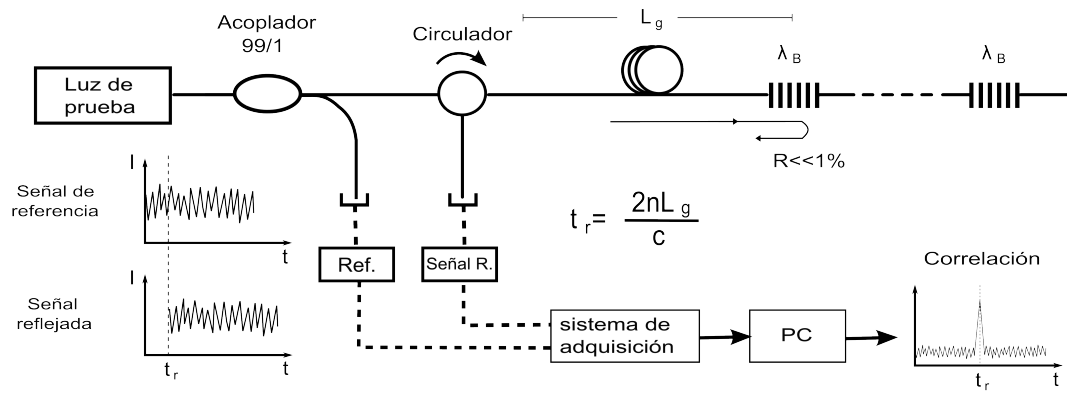 L g
Acoplador
99/1
Circulador
λ B
λ B
Luz de
prueba
R<<1%
I
Señal de
referencia
t
t r = 2nL g
c
Ref.
Señal R.
Correlación
I
Señal
reflejada
t
t r
sistema de
adquisición
PC
t
t r